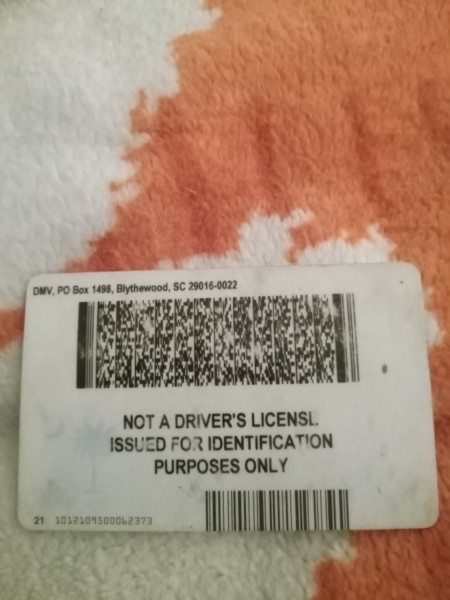 DMV, PO Box 1498, Blythewood, SC 29016-0022
NOT A DRIVER'S LICENSE
ISSUED FOR IDENTIFICATION
PURPOSES ONLY
21 1012109500062373